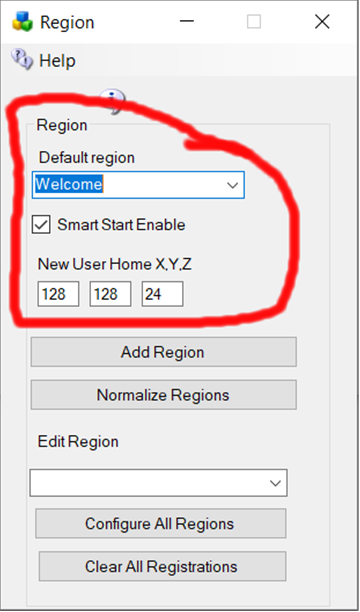 Region
Help
Region
Default region
Welcome
Smart Start Enable
New User Home X,Y,Z
128 128 24
Add Region
Normalize Regions
Edit Region
Configure All Regions
Clear All Registrations